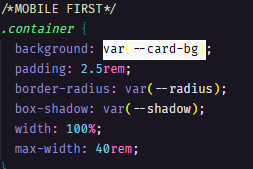 /*MOBILE FIRST*/
.container {
background: var(--card-bg);
padding: 2.5rem;
border-radius: var(--radius);
box-shadow: var(--shadow);
width: 100%;
max-width: 40rem;
}